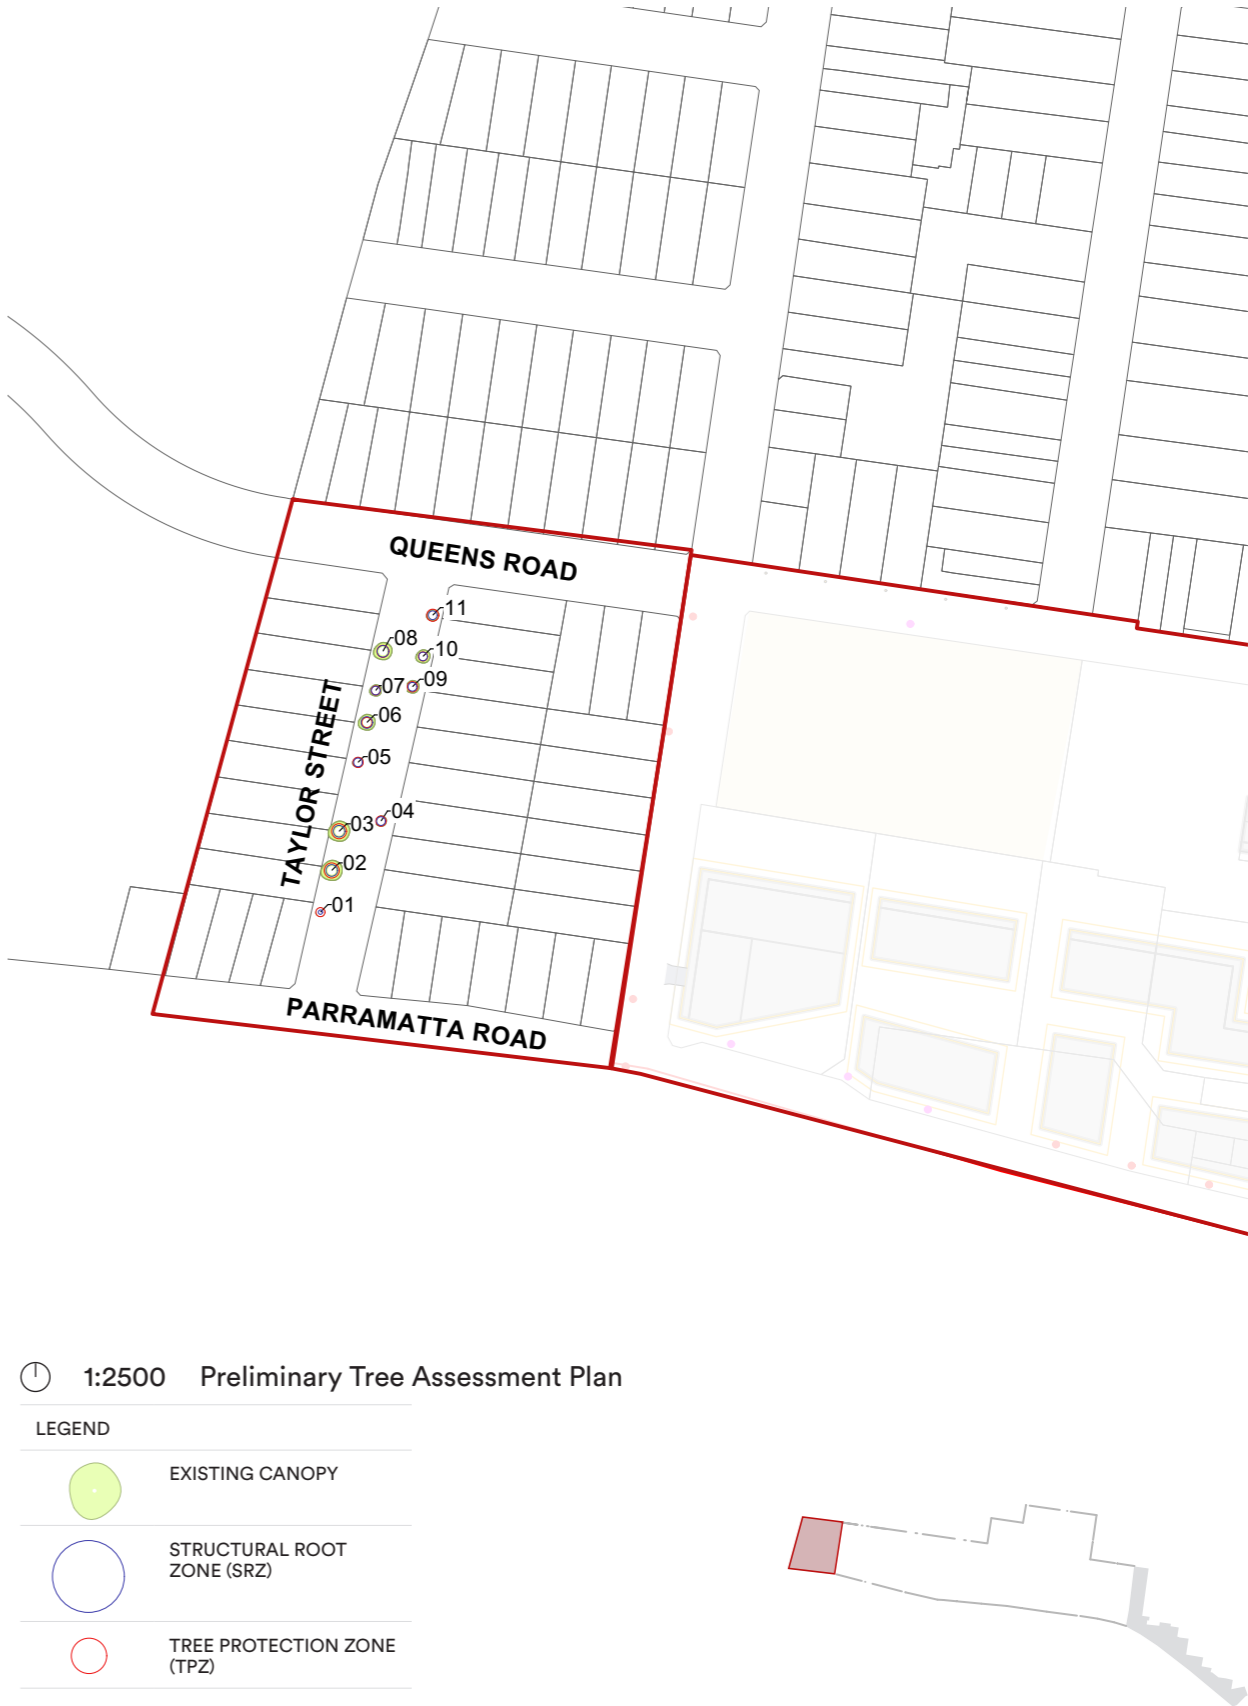 QUEENS ROAD
11
08
10
09
07
06
05
04
03
02
01
TAYLOR STREET
PARRAMATTA ROAD
1:2500 Preliminary Tree Assessment Plan
LEGEND
EXISTING CANOPY
STRUCTURAL ROOT
ZONE (SRZ)
TREE PROTECTION ZONE
(TPZ)